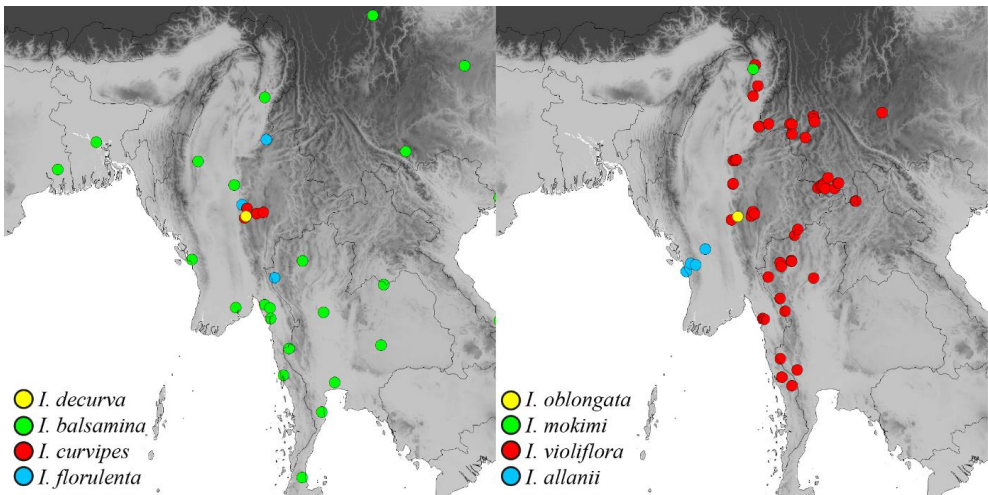 I. decurva
I. balsamina
I. curvipes
I. florulenta
I. oblongata
I. mokimi
I. violiflora
I. allanii